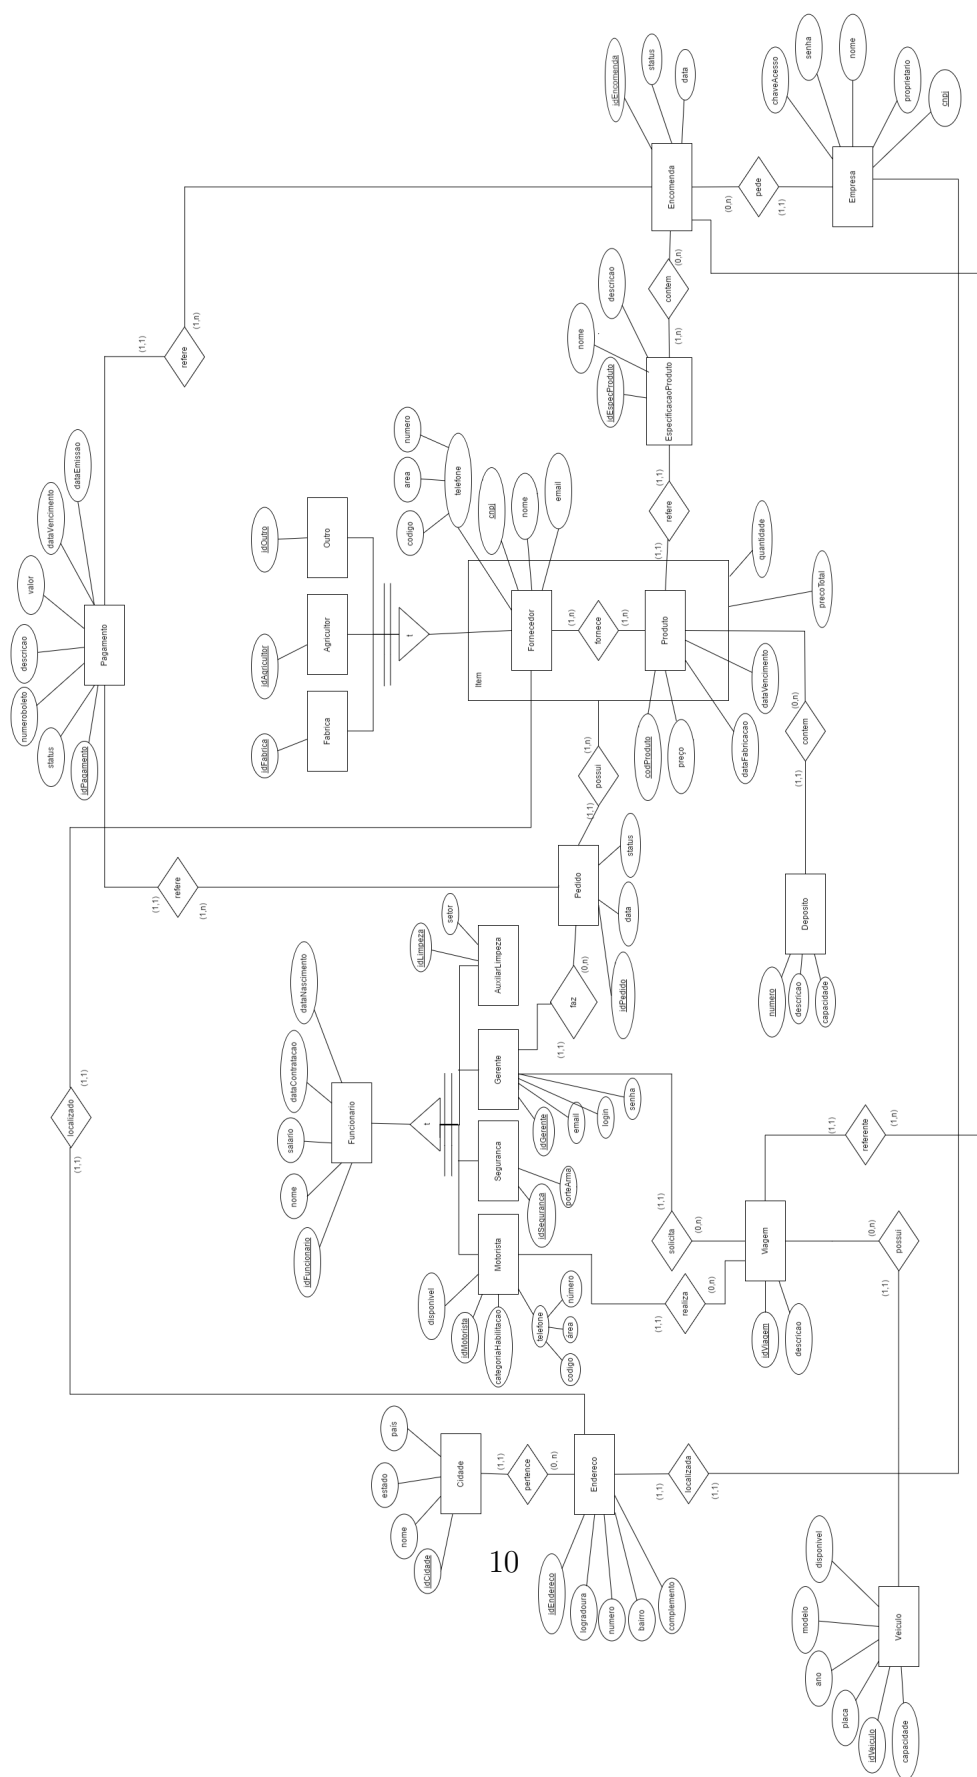 idEncomenda
status
data
Encomenda
chaveAcesso
senha
nome
proprietario
cnpj
Empresa
(0,n)
pede
(1,1)
(1,n)
refere
(1,1)
(0,n)
contem
(1,n)
nome
descricao
idEspecProduto
EspecificacaoProduto
(1,1)
refere
(1,1)
Pagamento
idPagamento
status
numeroboleto
descricao
valor
dataVencimento
dataEmissao
idFabrica
idAgricultor
idOutro
Fabrica
Agricultor
Outro
t
codigo
area
numero
telefone
cnpj
nome
email
Item
Fornecedor
(1,n)
fornece
(1,n)
Produto
codProduto
preço
dataFabricacao
dataVencimento
quantidade
precoTotal
(1,n)
possui
(1,1)
(0,n)
contem
(1,1)
Deposito
numero
descricao
capacidade
(1,1)
refere
(1,n)
Pedido
status
data
idPedido
(0,n)
faz
(1,1)
(1,1)
localizado
(1,1)
idFuncionario
nome
salario
dataContratacao
dataNascimento
Funcionario
t
Motorista
Seguranca
Gerente
AuxilarLimpeza
idLimpeza
setor
disponivel
idMotorista
categoriaHabilitacao
telefone
codigo
área
número
idSeguranca
porteArma
idGerente
email
login
senha
(1,1)
solicita
(0,n)
(1,1)
realiza
(0,n)
Viagem
idViagem
descricao
(1,1)
referente
(1,n)
(0,n)
possui
(1,1)
idCidade
nome
estado
país
Cidade
(1,1)
pertence
(0, n)
Endereco
idEndereco
logradoura
numero
bairro
complemento
(1,1)
localizada
(1,1)
Veiculo
capacidade
idVeiculo
placa
ano
modelo
disponivel
10